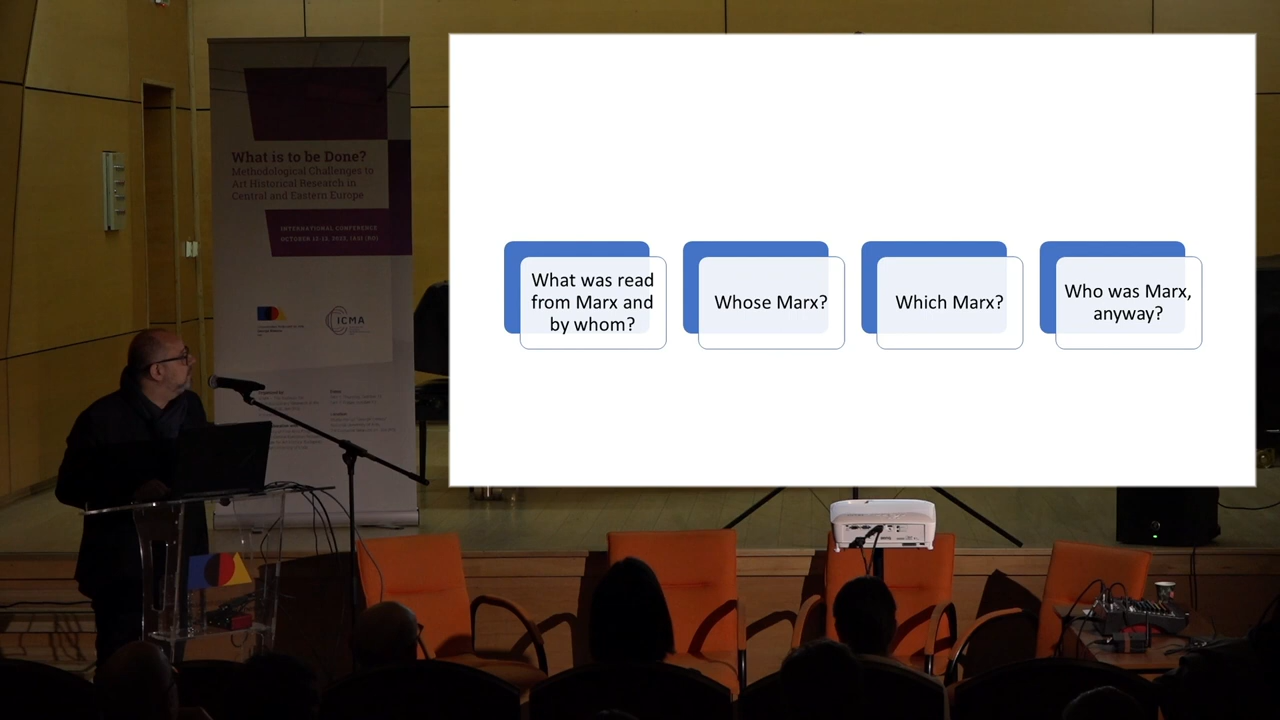 What is to be Done?
Methodological Challenges to
Art Historical Research in
Central and Eastern Europe
INTERNATIONAL CONFERENCE
ICMA
What was read
from Marx and
by whom?
Whose Marx?
Which Marx?
Who was Marx,
anyway?